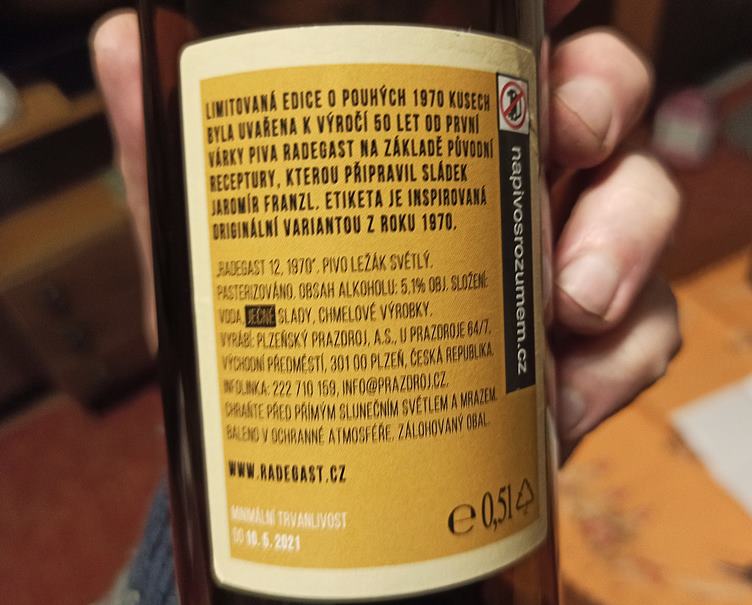 LIMITOVANÁ EDICE O POUHÝCH 1970 KUSECH
BYLA UVAŘENA K VÝROČÍ 50 LET OD PRVNÍ
VÁRKY PIVA RADEGAST NA ZÁKLADĚ PŮVODNÍ
RECEPTURY, KTEROU PŘIPRAVIL SLÁDEK
JAROMÍR FRANZL. ETIKETA JE INSPIROVANÁ
ORIGINÁLNÍ VARIANTOU Z ROKU 1970.
„RADEGAST 12, 1970“. PIVO LEŽÁK SVĚTLÝ.
PASTERIZOVÁNO. OBSAH ALKOHOLU: 5,1% OBJ. SLOŽENÍ:
VODA, JEČNÉ SLADY, CHMELOVÉ VÝROBKY.
VYRÁBÍ: PLZEŇSKÝ PRAZDROJ, A.S., U PRAZDROJE 64/7,
VÝCHODNÍ PŘEDMĚSTÍ, 301 00 PLZEŇ, ČESKÁ REPUBLIKA.
INFOLINKA: 222 710 159, INFO@PRAZDROJ.CZ.
CHRAŇTE PŘED PŘÍMÝM SLUNEČNÍM SVĚTLEM A MRAZEM.
BALENO V OCHRANNÉ ATMOSFÉŘE. ZÁLOHOVANÝ OBAL.
WWW.RADEGAST.CZ
MINIMÁLNÍ TRVANLIVOST
DO 10.5.2021
e 0,5l
napivosrozumem.cz